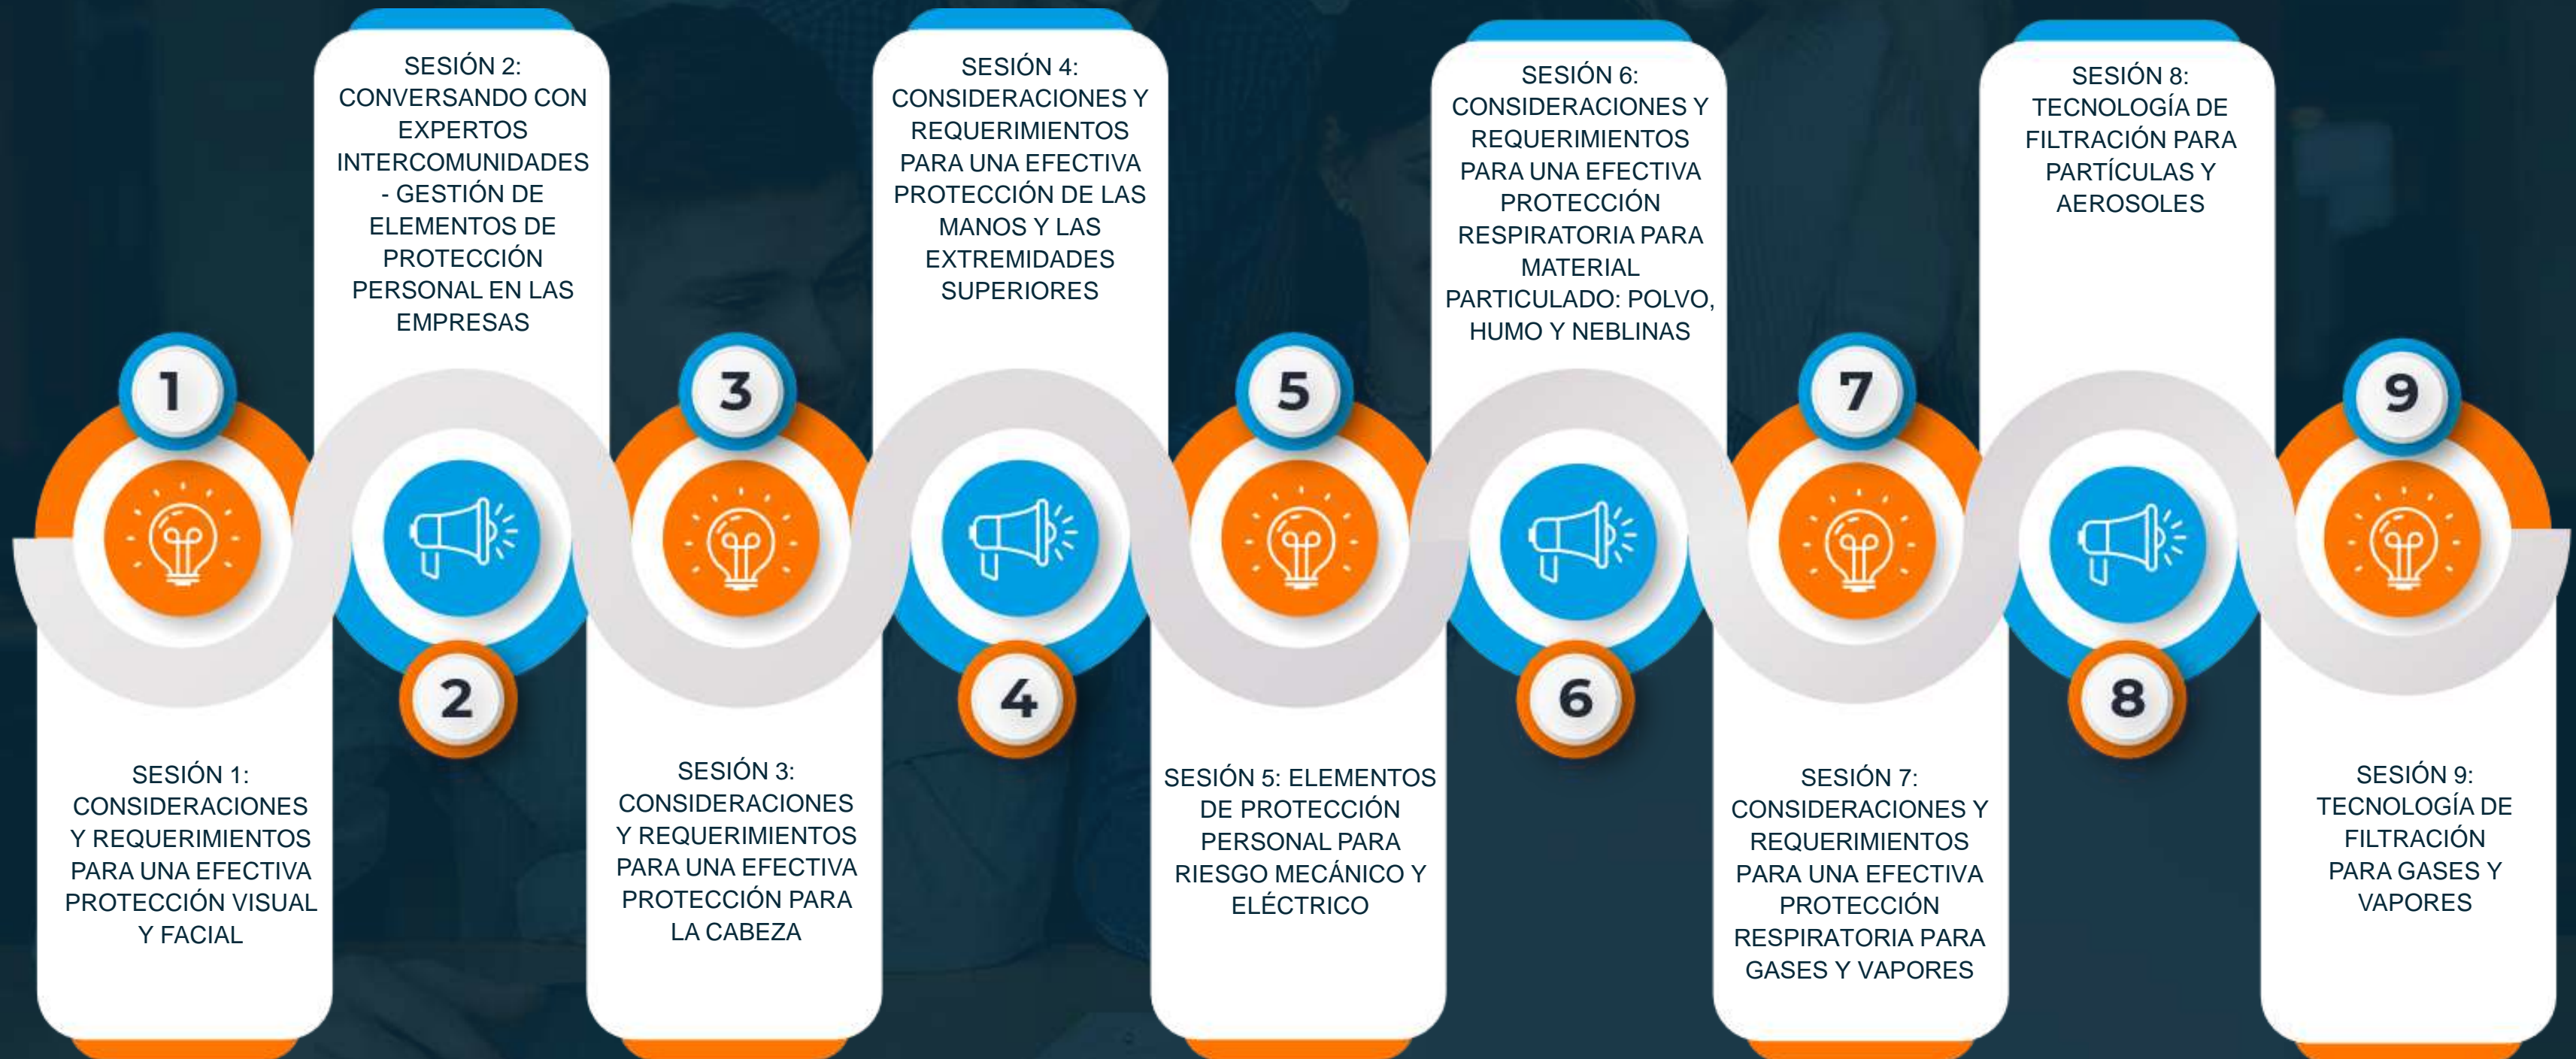 1
SESIÓN 1:
CONSIDERACIONES
Y REQUERIMIENTOS
PARA UNA EFECTIVA
PROTECCIÓN VISUAL
Y FACIAL
SESIÓN 2:
CONVERSANDO CON
EXPERTOS
INTERCOMUNIDADES
- GESTIÓN DE
ELEMENTOS DE
PROTECCIÓN
PERSONAL EN LAS
EMPRESAS
2
3
SESIÓN 3:
CONSIDERACIONES
Y REQUERIMIENTOS
PARA UNA EFECTIVA
PROTECCIÓN PARA
LA CABEZA
SESIÓN 4:
CONSIDERACIONES Y
REQUERIMIENTOS
PARA UNA EFECTIVA
PROTECCIÓN DE LAS
MANOS Y LAS
EXTREMIDADES
SUPERIORES
4
5
SESIÓN 5: ELEMENTOS
DE PROTECCIÓN
PERSONAL PARA
RIESGO MECÁNICO Y
ELÉCTRICO
SESIÓN 6:
CONSIDERACIONES Y
REQUERIMIENTOS
PARA UNA EFECTIVA
PROTECCIÓN
RESPIRATORIA PARA
MATERIAL
PARTICULADO: POLVO,
HUMO Y NEBLINAS
6
7
SESIÓN 7:
CONSIDERACIONES Y
REQUERIMIENTOS
PARA UNA EFECTIVA
PROTECCIÓN
RESPIRATORIA PARA
GASES Y VAPORES
SESIÓN 8:
TECNOLOGÍA DE
FILTRACIÓN PARA
PARTÍCULAS Y
AEROSOLES
8
9
SESIÓN 9:
TECNOLOGÍA DE
FILTRACIÓN
PARA GASES Y
VAPORES